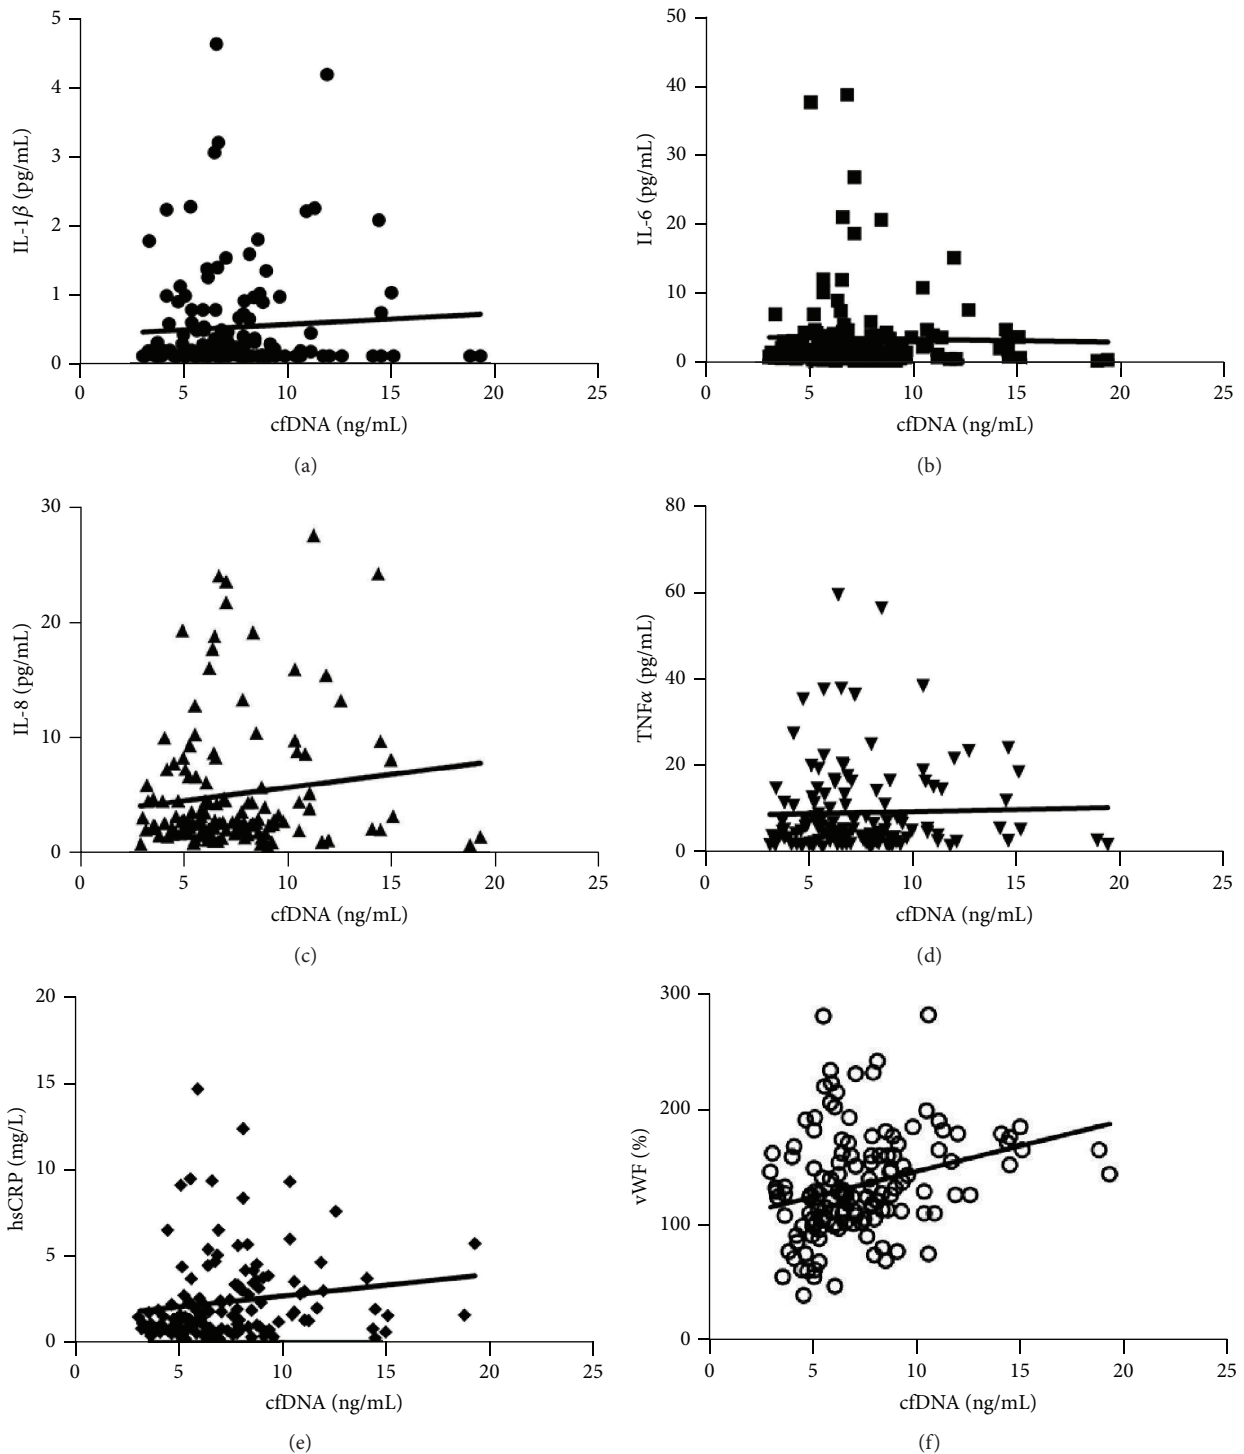 5
4
3
2
1
0
IL-1β (pg/mL)
0 5 10 15 20 25
cfDNA (ng/mL)
(a)
50
40
30
20
10
0
IL-6 (pg/mL)
0 5 10 15 20 25
cfDNA (ng/mL)
(b)
30
20
10
0
IL-8 (pg/mL)
0 5 10 15 20 25
cfDNA (ng/mL)
(c)
80
60
40
20
0
TNFα (pg/mL)
0 5 10 15 20 25
cfDNA (ng/mL)
(d)
20
15
10
5
0
hsCRP (mg/L)
0 5 10 15 20 25
cfDNA (ng/mL)
(e)
300
200
100
0
vWF (%)
0 5 10 15 20 25
cfDNA (ng/mL)
(f)